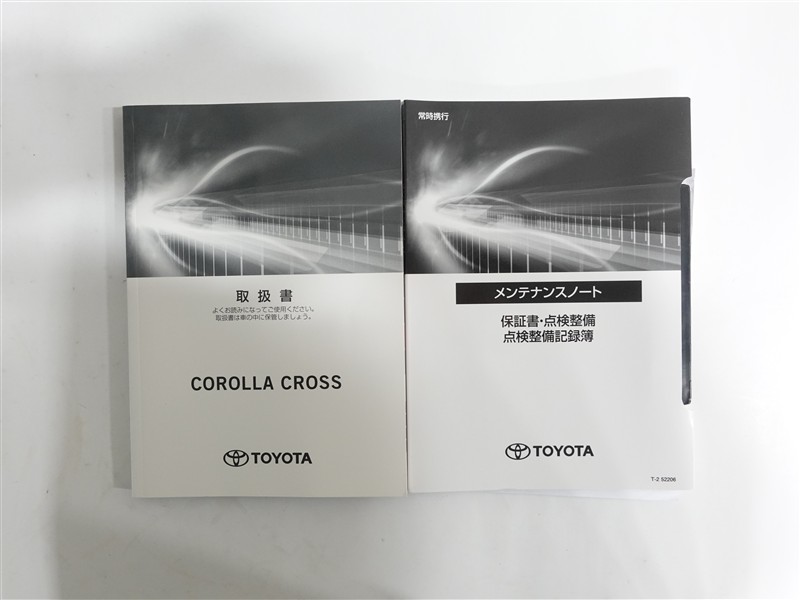 取扱書
よくお読みになってご使用ください。
取扱書は車の中に保管しましょう。
COROLLA CROSS
TOYOTA
常時携行
メンテナンスノート
保証書・点検整備
点検整備記録簿
TOYOTA
T-2 S2206